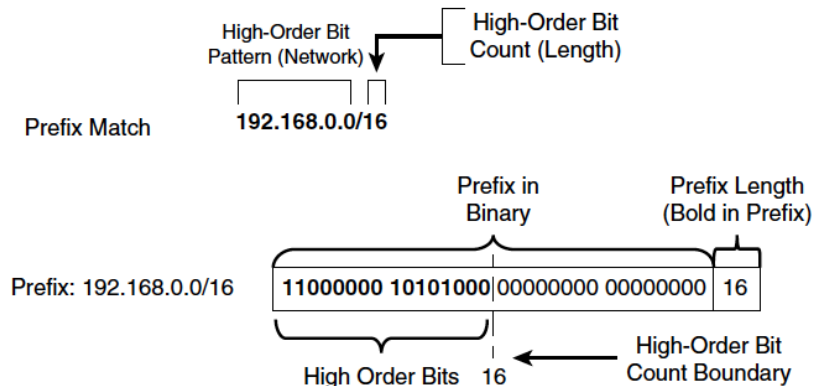 High-Order Bit
Pattern (Network)
High-Order Bit
Count (Length)
Prefix Match
192.168.0.0/16
Prefix in
Binary
Prefix Length
(Bold in Prefix)
Prefix: 192.168.0.0/16
11000000 10101000 00000000 00000000 16
High Order Bits
16
High-Order Bit
Count Boundary